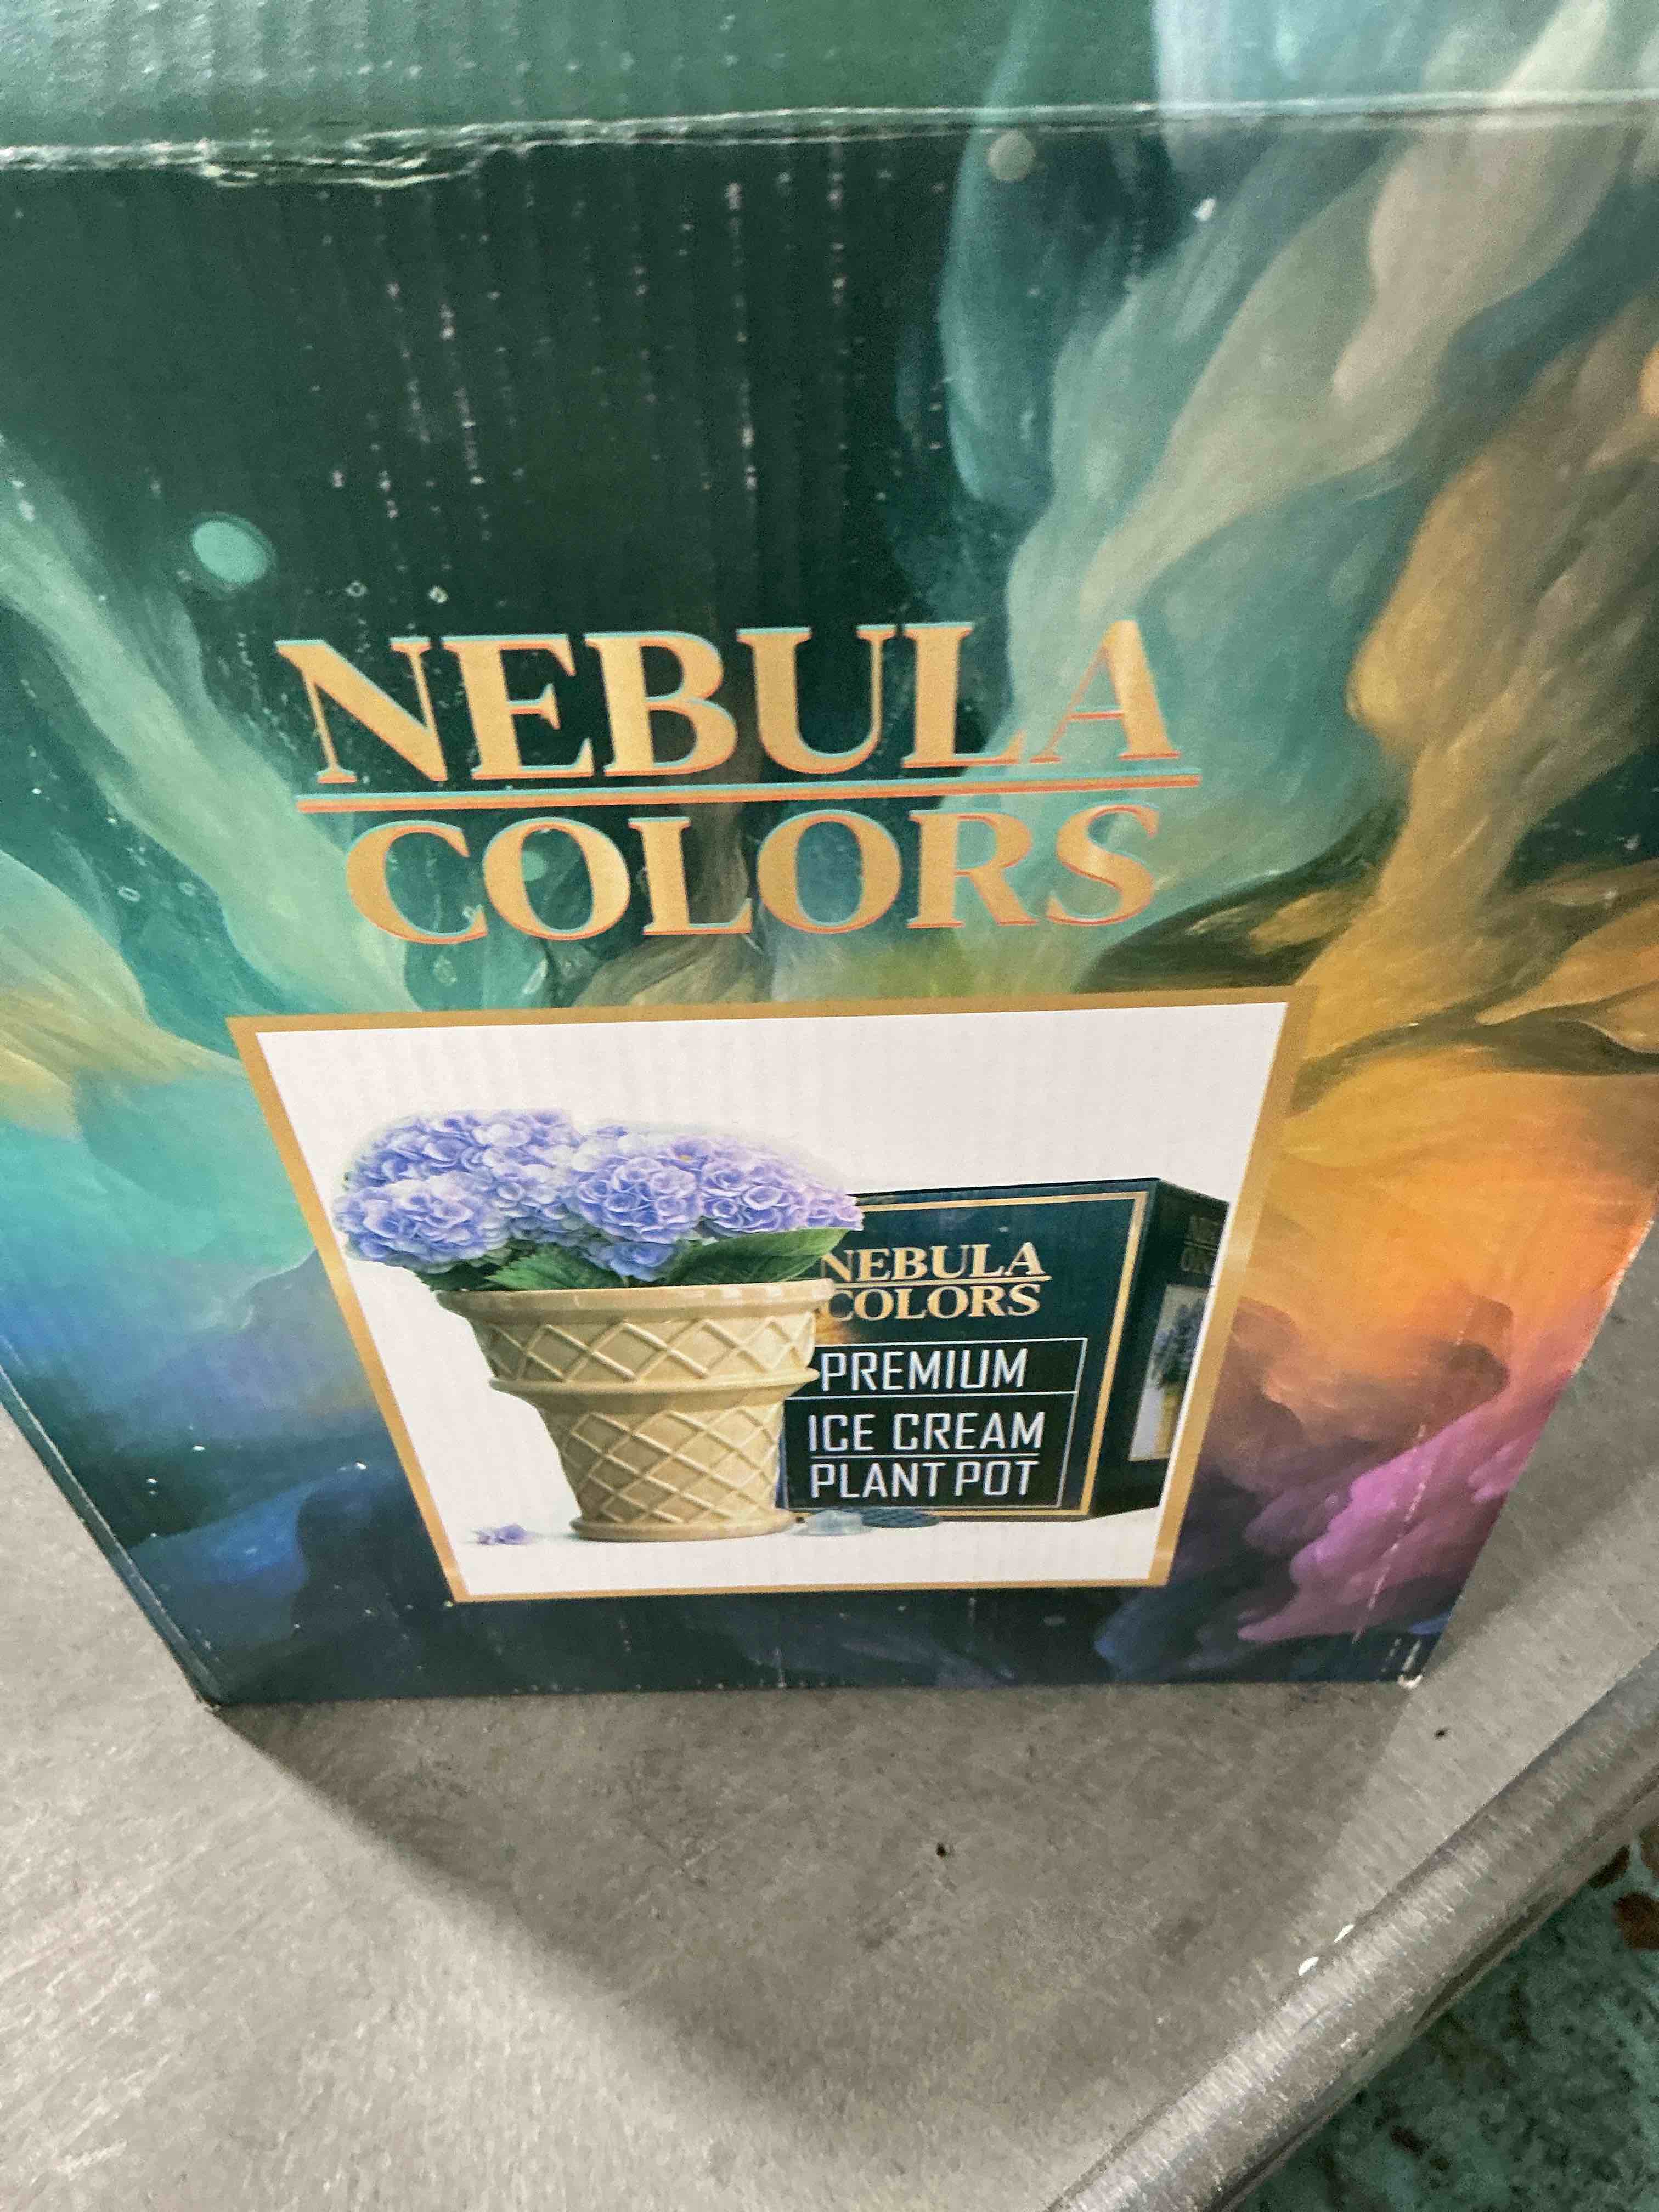 NEBULA
COLORS
NEBULA
COLORS
PREMIUM
ICE CREAM
PLANT POT